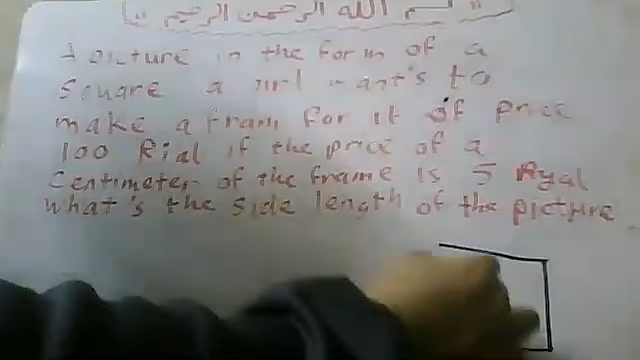 بسم الله الرحمن الرحيم
A picture in the form of a
square a girl want's to
make a fram for it of price
100 Rial if the price of a
Centimeter of the frame is 5 Ryal
What's the side length of the picture